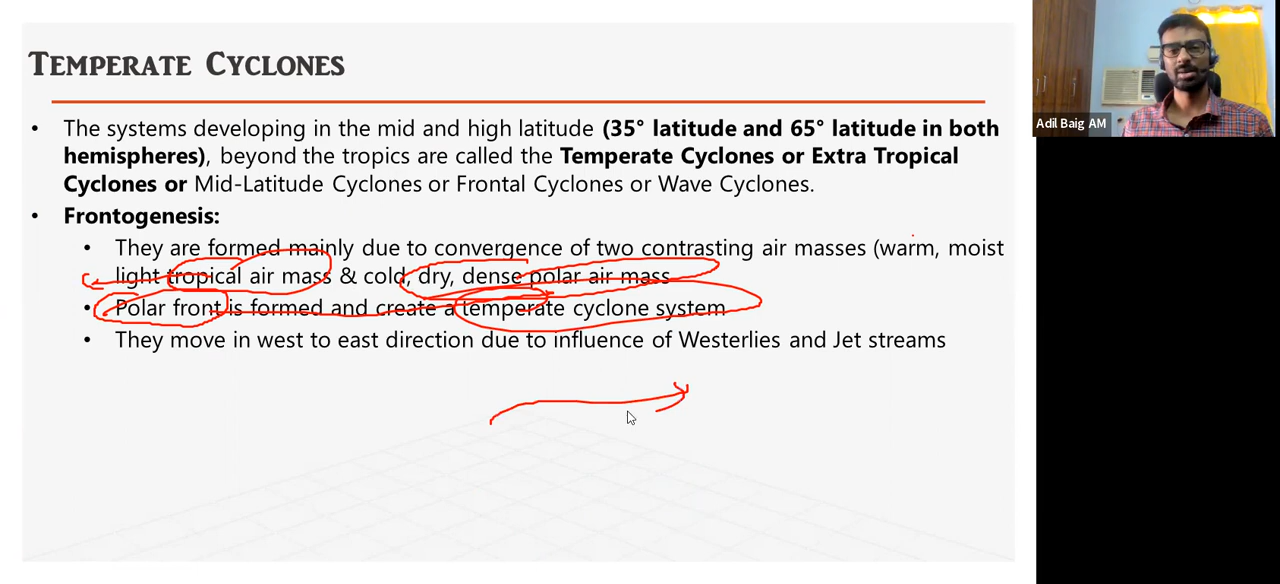 TEMPERATE CYCLONES
• The systems developing in the mid and high latitude (35° latitude and 65° latitude in both
hemispheres), beyond the tropics are called the Temperate Cyclones or Extra Tropical
Cyclones or Mid-Latitude Cyclones or Frontal Cyclones or Wave Cyclones.
• Frontogenesis:
• They are formed mainly due to convergence of two contrasting air masses (warm, moist
light tropical air mass & cold, dry, dense polar air mass
• Polar front is formed and create a temperate cyclone system
• They move in west to east direction due to influence of Westerlies and Jet streams
Adil Baig AM